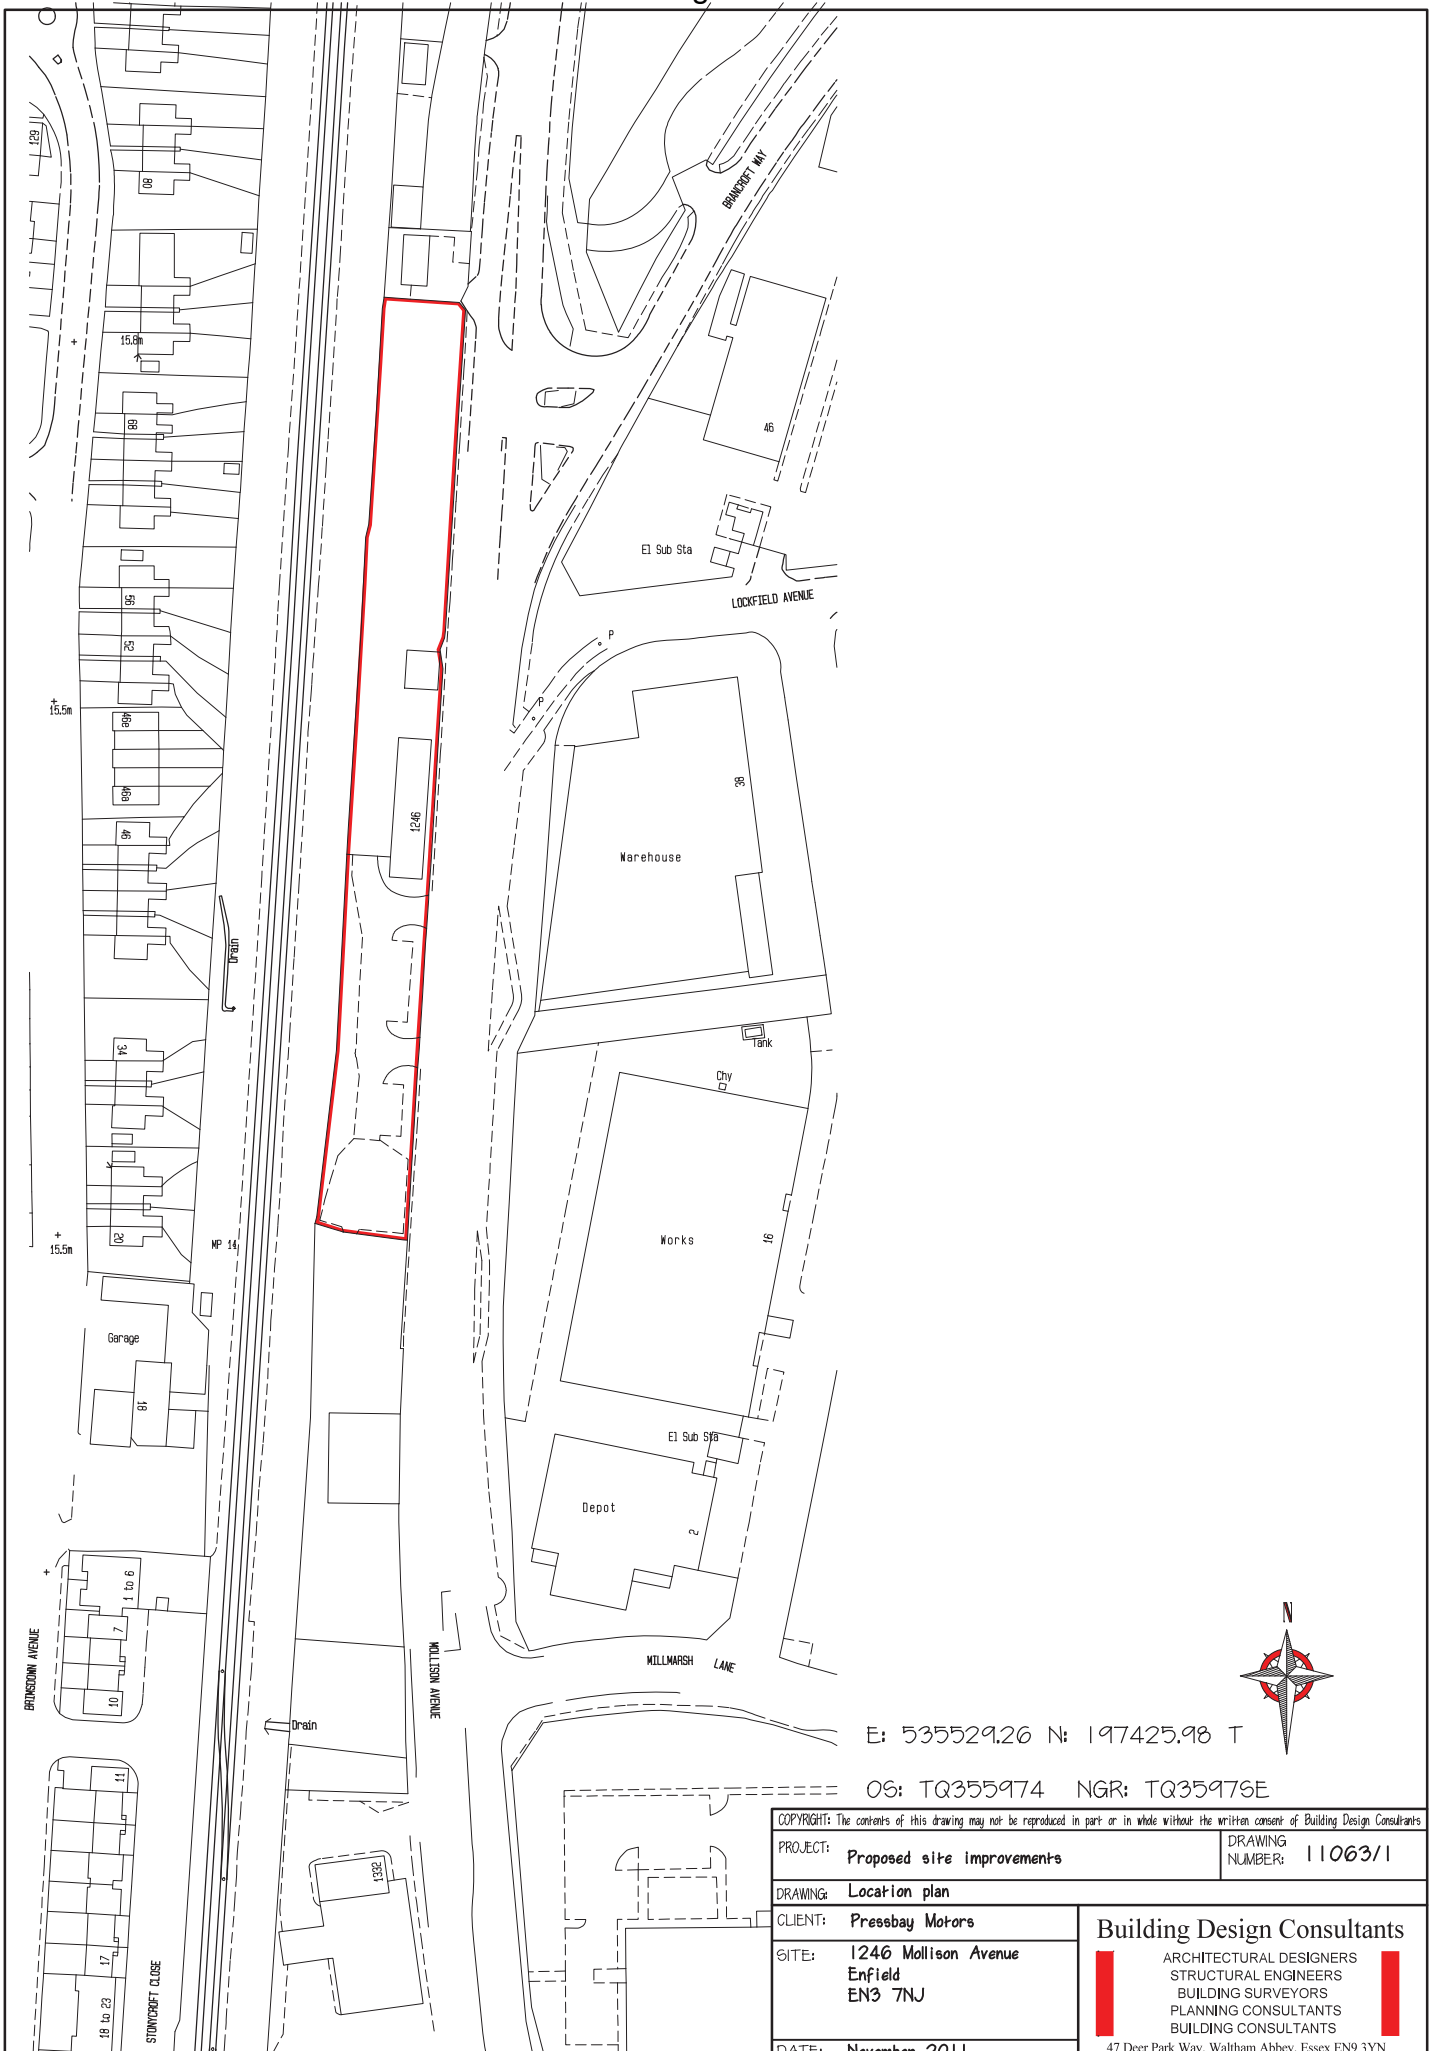 129
80
BRANCROFT WAY
15.8m
68
46
El Sub Sta
LOCKFIELD AVENUE
56
52
P
P
15.5m
46e
46a
46
38
1246
Warehouse
Drain
Tank
34
Chy
Works
16
20
15.5m
MP 14
Garage
18
El Sub Sta
Depot
2
1 to 6
7
10
BRIMSDOWN AVENUE
MOLLISON AVENUE
MILLMARSH LANE
Drain
N
11
1332
17
18 to 23
STONYCROFT CLOSE
E: 535529.26 N: 197425.98 T
OS: TQ355974 NGR: TQ3597SE
COPYRIGHT: The contents of this drawing may not be reproduced in part or in whole without the written consent of Building Design Consultants
PROJECT: Proposed site improvements
DRAWING NUMBER: 11063/1
DRAWING: Location plan
CLIENT: Pressbay Motors
SITE: 1246 Mollison Avenue
Enfield
EN3 7NJ
DATE: November 2011
Building Design Consultants
ARCHITECTURAL DESIGNERS
STRUCTURAL ENGINEERS
BUILDING SURVEYORS
PLANNING CONSULTANTS
BUILDING CONSULTANTS
47 Deer Park Way, Waltham Abbey, Essex EN9 3YN